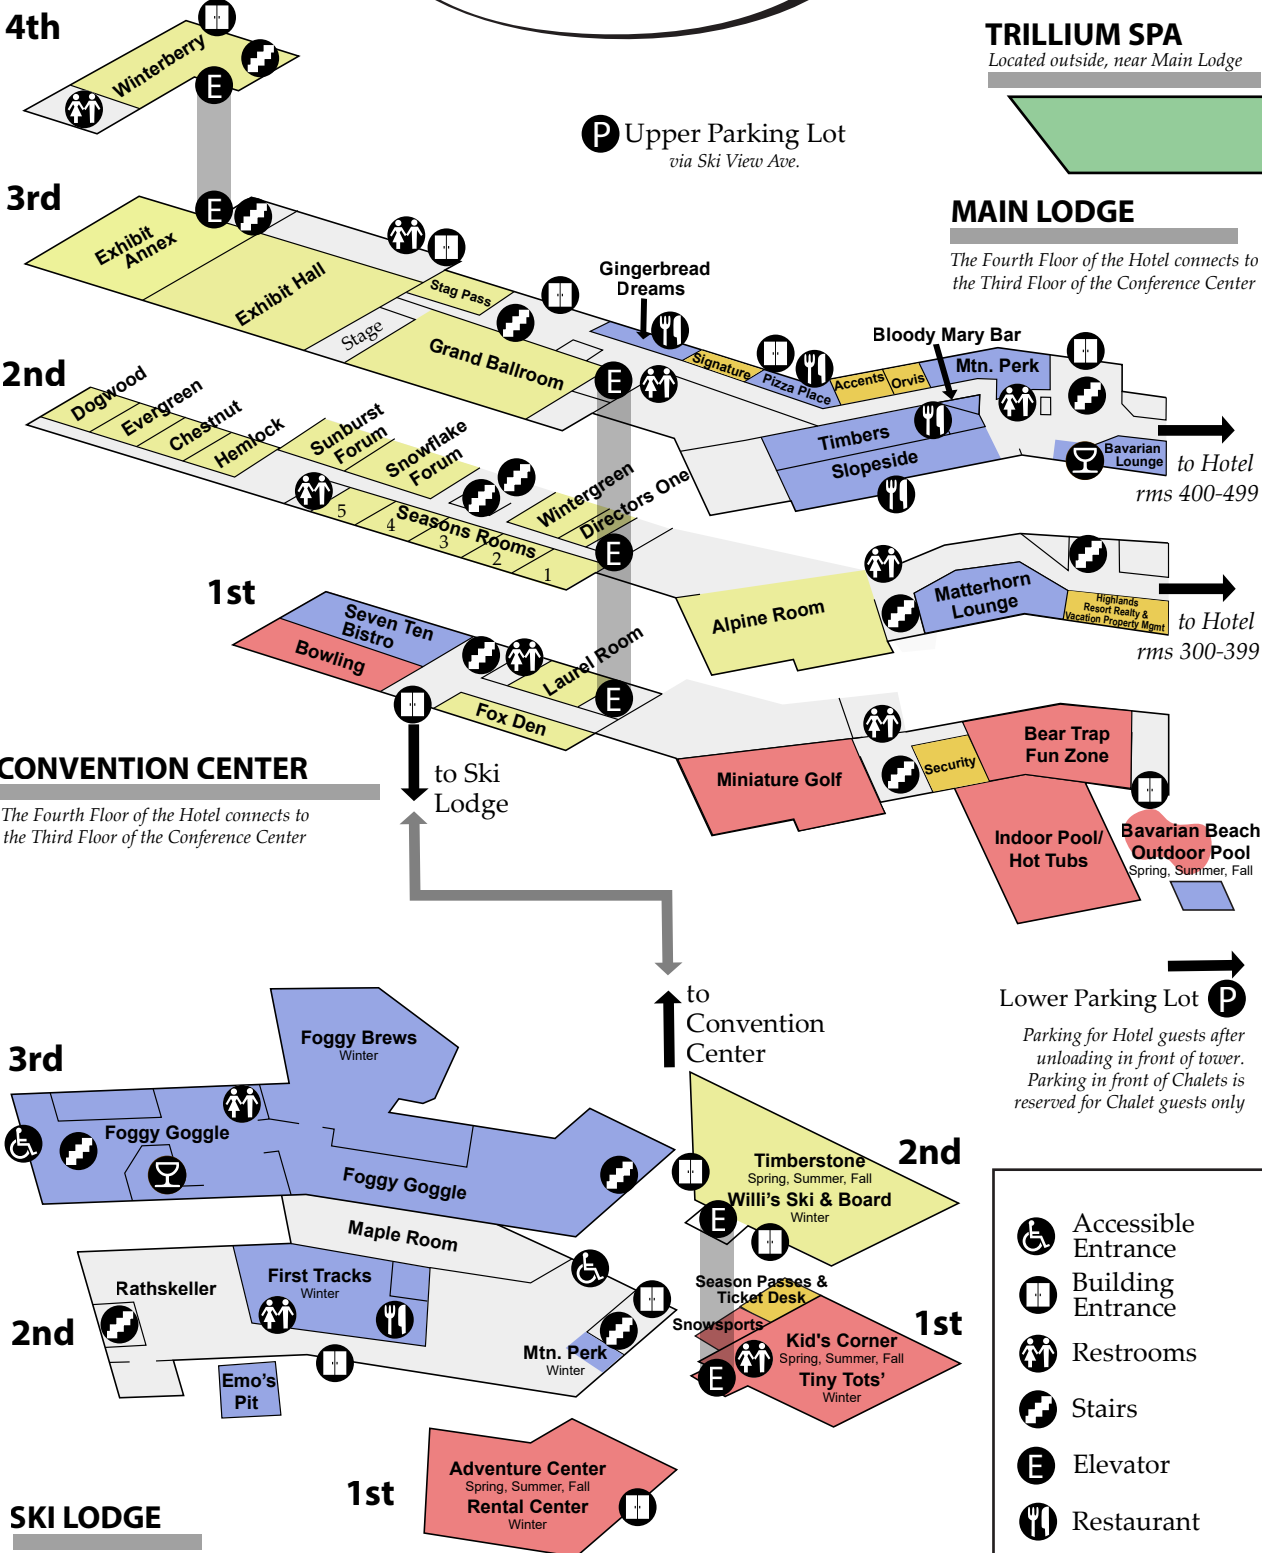 4th
Winterberry
E
TRILLIUM SPA
Located outside, near Main Lodge
P Upper Parking Lot
via Ski View Ave.
3rd
E
Exhibit
Annex
Exhibit Hall
Stage
Stag Pass
Grand Ballroom
E
Gingerbread
Dreams
Signature
Pizza Place
Accents
Orvis
Bloody Mary Bar
Mtn. Perk
Timbers
Slopeside
Bavarian
Lounge
MAIN LODGE
The Fourth Floor of the Hotel connects to
the Third Floor of the Conference Center
to Hotel
rms 400-499
2nd
Dogwood
Evergreen
Chestnut
Hemlock
Sunburst
Forum
Snowflake
Forum
Wintergreen
Directors One
Seasons Rooms
5
4
3
2
1
E
Alpine Room
Matterhorn
Lounge
Highlands
Resort Realty &
Vacation Property Mgmt
to Hotel
rms 300-399
1st
Seven Ten
Bistro
Bowling
Laurel Room
Fox Den
E
Miniature Golf
Security
Bear Trap
Fun Zone
Indoor Pool/
Hot Tubs
Bavarian Beach
Outdoor Pool
Spring, Summer, Fall
CONVENTION CENTER
The Fourth Floor of the Hotel connects to
the Third Floor of the Conference Center
to Ski
Lodge
to
Convention
Center
Lower Parking Lot P
Parking for Hotel guests after
unloading in front of tower.
Parking in front of Chalets is
reserved for Chalet guests only
3rd
Foggy Brews
Winter
Foggy Goggle
Foggy Goggle
2nd
Timberstone
Spring, Summer, Fall
Willi's Ski & Board
Winter
E
Maple Room
Rathskeller
First Tracks
Winter
2nd
Emo's
Pit
Mtn. Perk
Winter
Season Passes &
Ticket Desk
Snowsports
1st
Kid's Corner
Spring, Summer, Fall
Tiny Tots'
Winter
E
1st
Adventure Center
Spring, Summer, Fall
Rental Center
Winter
SKI LODGE
Accessible
Entrance
Building
Entrance
Restrooms
Stairs
E Elevator
Restaurant